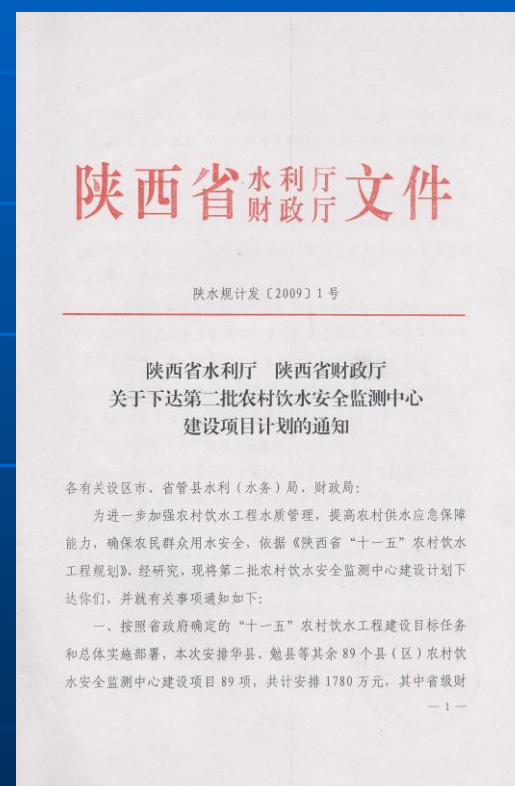 陕西省水利厅财政厅文件
陕水规计发〔2009〕1号
陕西省水利厅 陕西省财政厅
关于下达第二批农村饮水安全监测中心
建设项目计划的通知
各有关设区市、省管县水利(水务)局、财政局:
为进一步加强农村饮水工程水质管理，提高农村供水应急保障
能力，确保农民群众用水安全，依据《陕西省“十一五”农村饮水
工程规划》，经研究，现将第二批农村饮水安全监测中心建设计划下
达你们，并就有关事项通知如下:
一、按照省政府确定的“十一五”农村饮水工程建设目标任务
和总体实施部署，本次安排华县、勉县等其余89个县(区)农村饮
水安全监测中心建设项目89项，共计安排1780万元，其中省级财
— 1 —